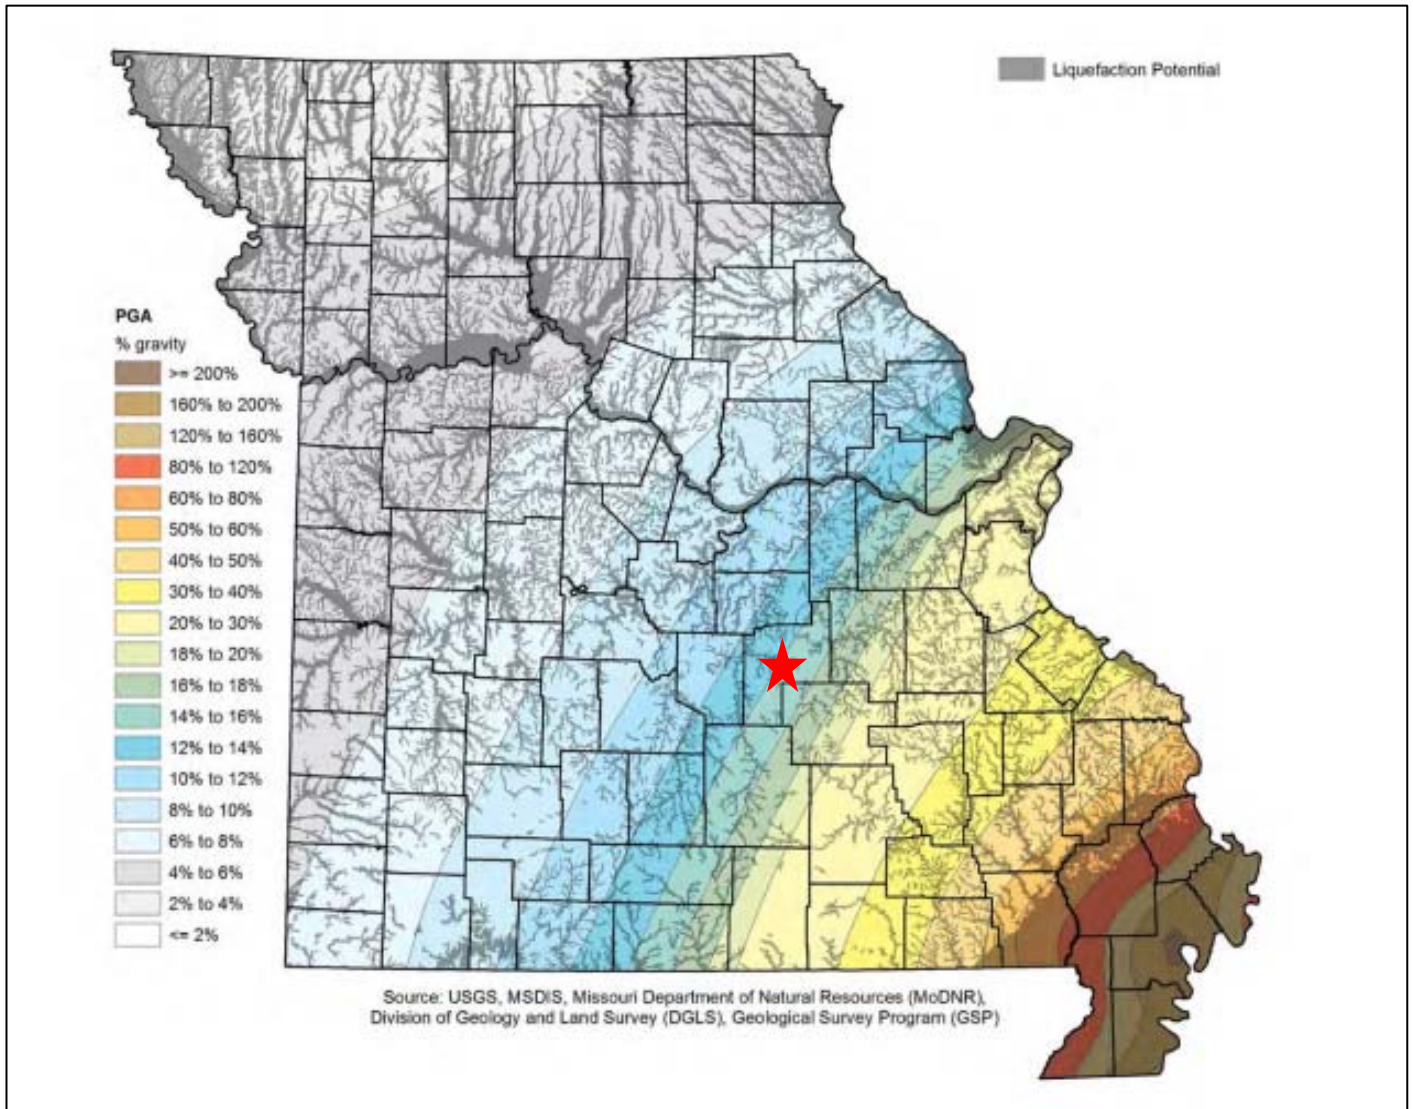 Liquefaction Potential
PGA
% gravity
>= 200%
160% to 200%
120% to 160%
80% to 120%
60% to 80%
50% to 60%
40% to 50%
30% to 40%
20% to 30%
18% to 20%
16% to 18%
14% to 16%
12% to 14%
10% to 12%
8% to 10%
6% to 8%
4% to 6%
2% to 4%
<= 2%
Source: USGS, MSDIS, Missouri Department of Natural Resources (MoDNR),
Division of Geology and Land Survey (DGLS), Geological Survey Program (GSP)